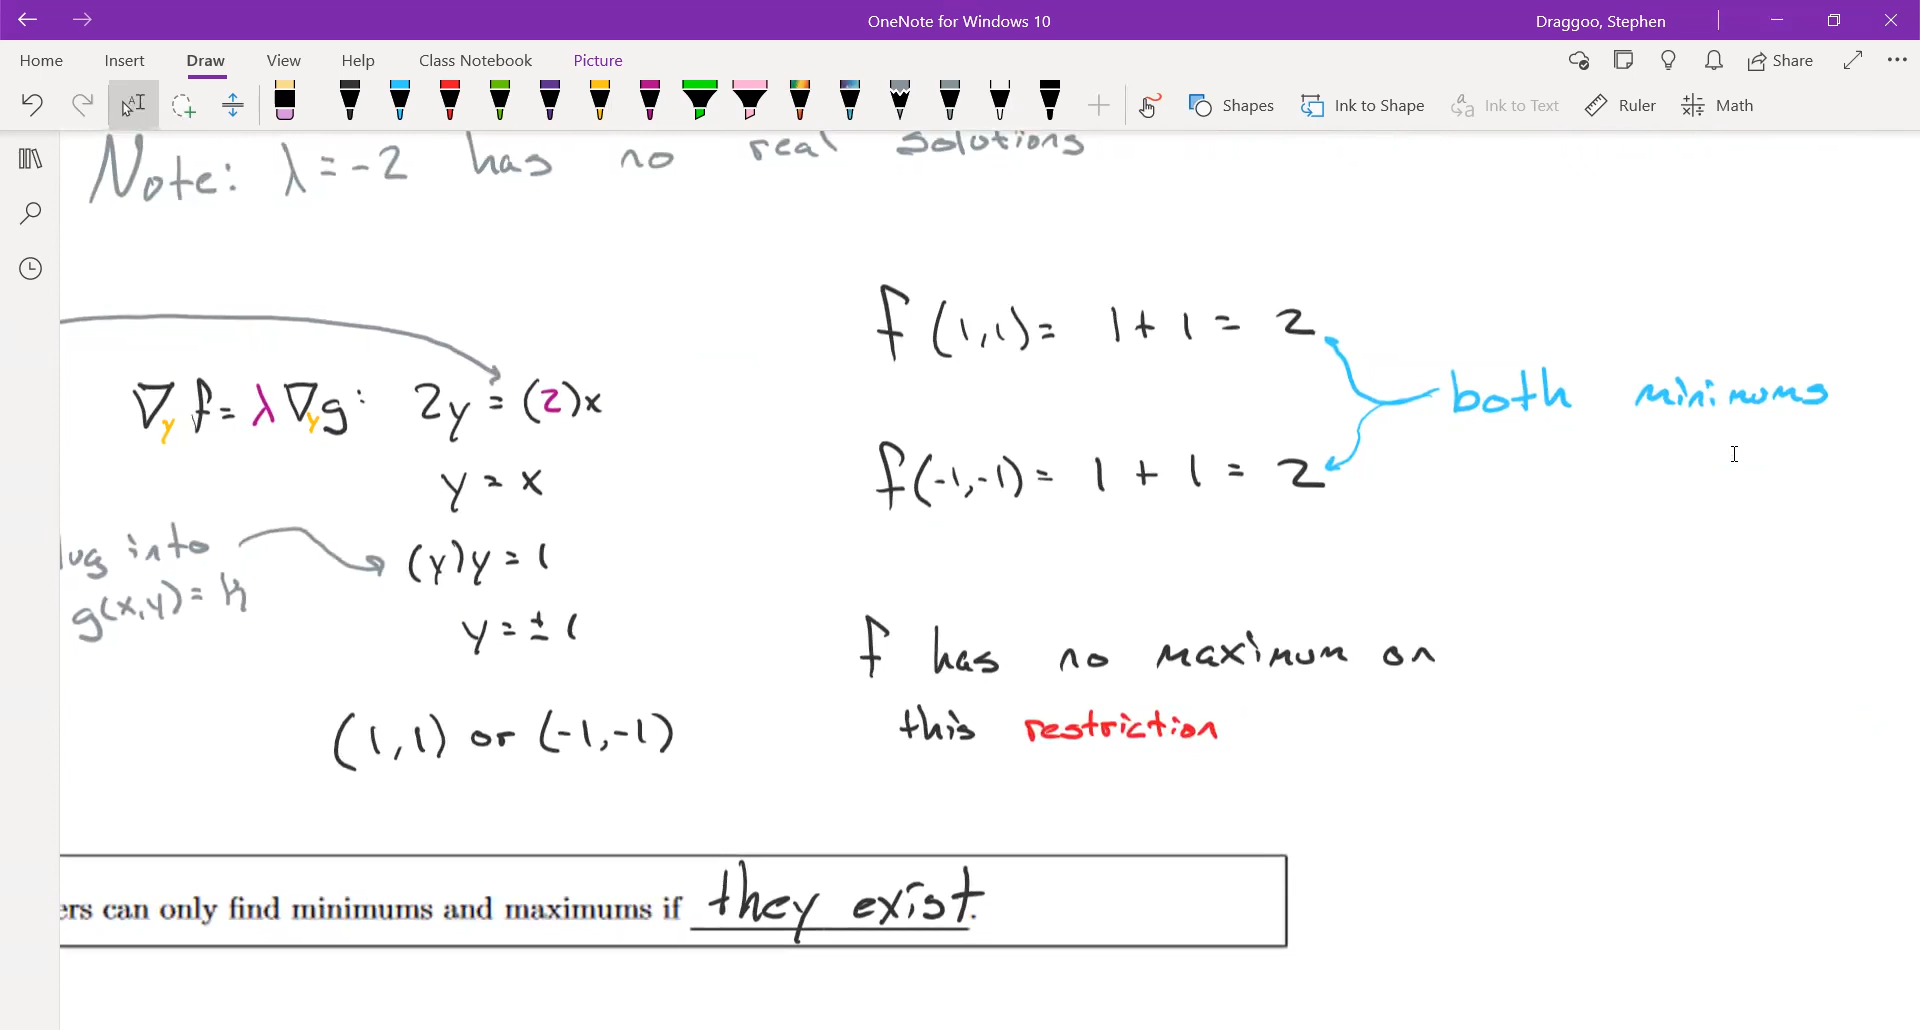 OneNote for Windows 10
Draggoo, Stephen
Home Insert Draw View Help Class Notebook Picture
Share
Shapes Ink to Shape Ink to Text Ruler Math
Note: λ = -2 has no real solutions
f(1,1) = 1 + 1 = 2
both minimums
∇y f = λ ∇y g: 2y = (2)x
f(-1,-1) = 1 + 1 = 2
y = x
lug into
(y)y = 1
g(x,y) = k
y = ± 1
f has no maximum on
this restriction
(1,1) or (-1,-1)
ers can only find minimums and maximums if they exist.